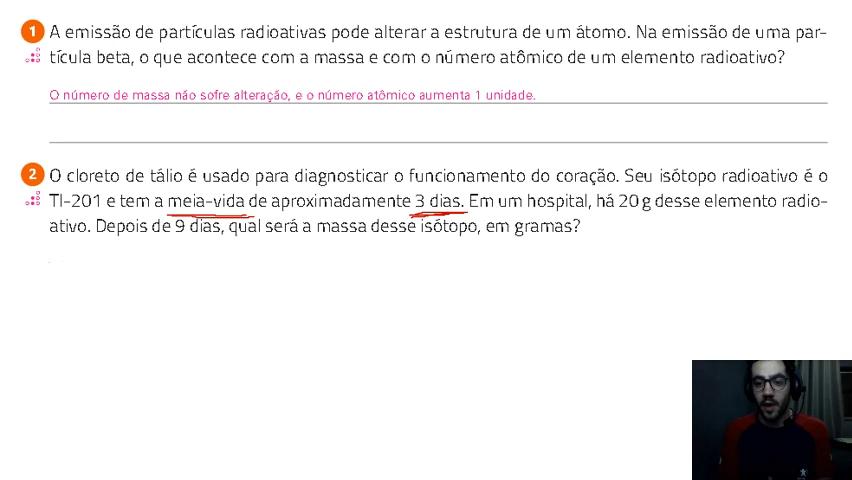 1 A emissão de partículas radioativas pode alterar a estrutura de um átomo. Na emissão de uma par-
tícula beta, o que acontece com a massa e com o número atômico de um elemento radioativo?
O número de massa não sofre alteração, e o número atômico aumenta 1 unidade.
2 O cloreto de tálio é usado para diagnosticar o funcionamento do coração. Seu isótopo radioativo é o
Tl-201 e tem a meia-vida de aproximadamente 3 dias. Em um hospital, há 20 g desse elemento radio-
ativo. Depois de 9 dias, qual será a massa desse isótopo, em gramas?